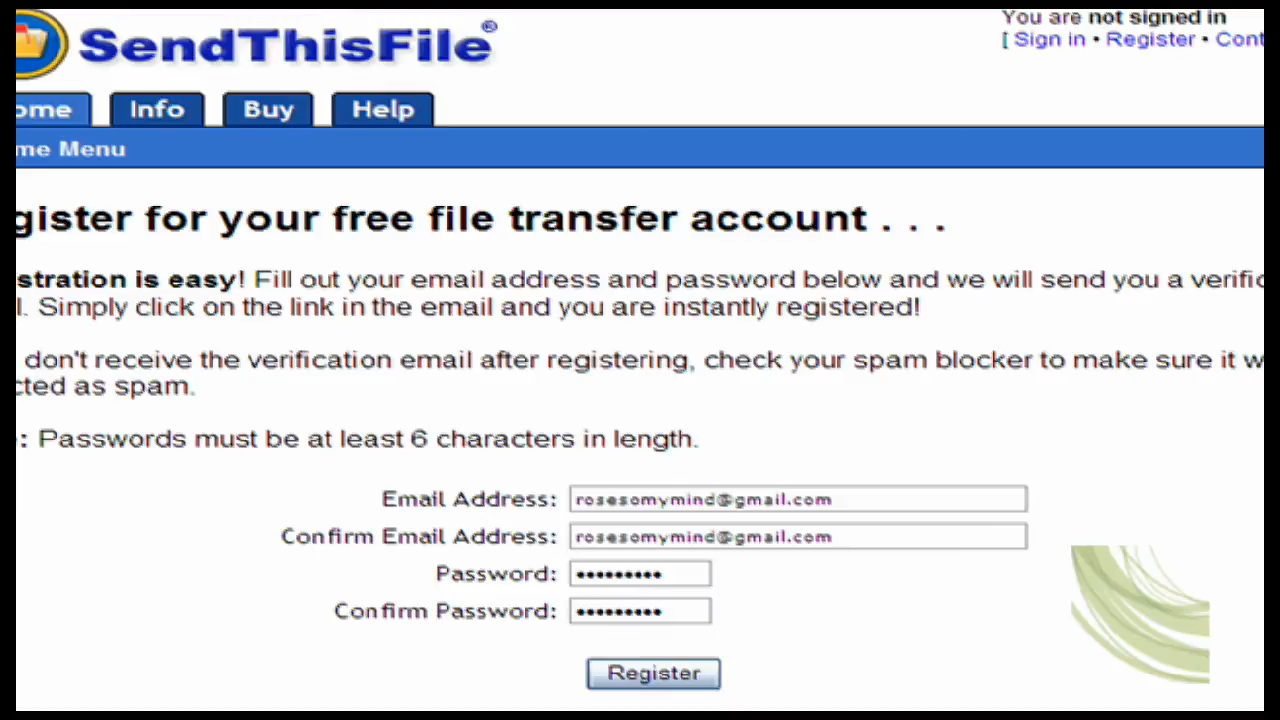 SendThisFile®
You are not signed in
[ Sign in • Register • Cont
ome Info Buy Help
me Menu
gister for your free file transfer account . . .
stration is easy! Fill out your email address and password below and we will send you a verific
l. Simply click on the link in the email and you are instantly registered!
don't receive the verification email after registering, check your spam blocker to make sure it w
cted as spam.
: Passwords must be at least 6 characters in length.
Email Address: rosesomymind@gmail.com
Confirm Email Address: rosesomymind@gmail.com
Password: •••••••••
Confirm Password: •••••••••
Register